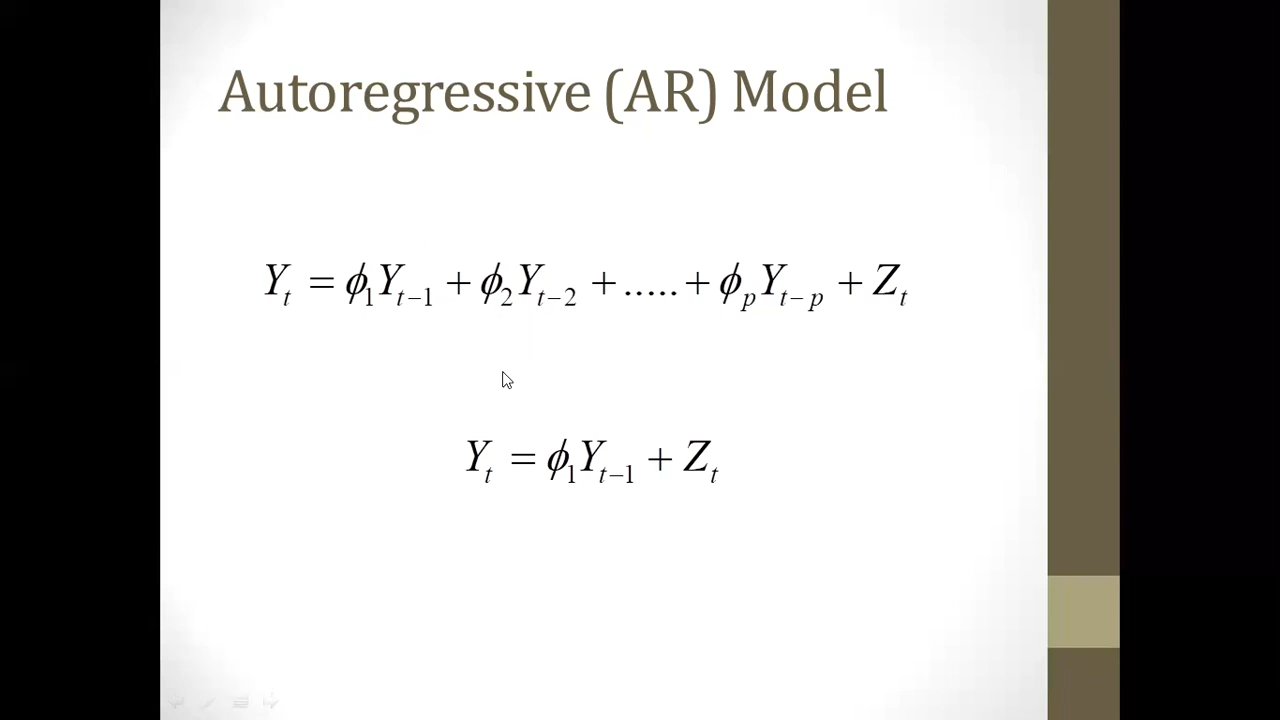 Autoregressive (AR) Model
Y_t = ϕ_1 Y_{t-1} + ϕ_2 Y_{t-2} + ..... + ϕ_p Y_{t-p} + Z_t
Y_t = ϕ_1 Y_{t-1} + Z_t